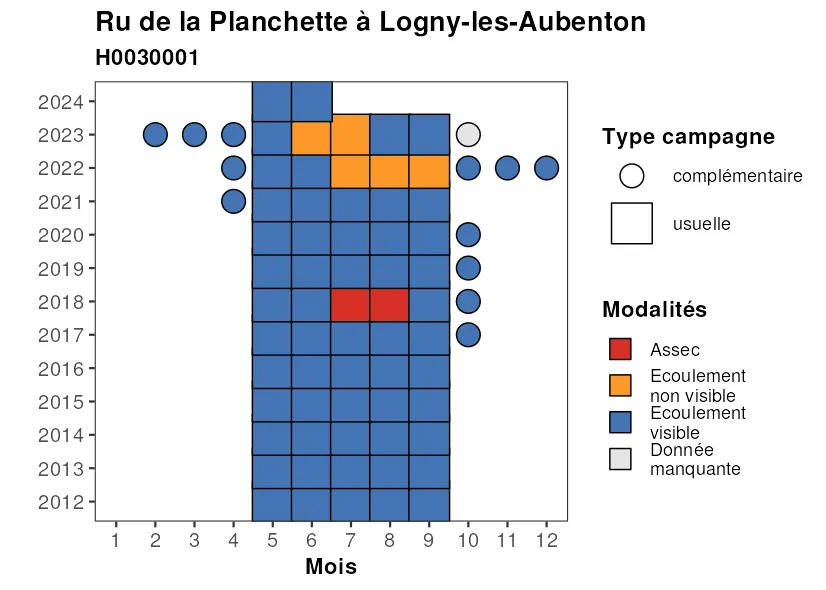 Ru de la Planchette à Logny-les-Aubenton
H0030001
2024
2023
2022
2021
2020
2019
2018
2017
2016
2015
2014
2013
2012
1 2 3 4 5 6 7 8 9 10 11 12
Mois
Type campagne
complémentaire
usuelle
Modalités
Assec
Ecoulement
non visible
Ecoulement
visible
Donnée
manquante